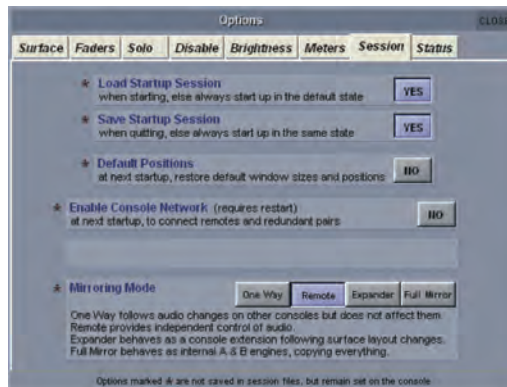 Options
CLOSE
Surface Faders Solo Disable Brightness Meters Session Status
* Load Startup Session
when starting, else always start up in the default state
YES
* Save Startup Session
when quitting, else always start up in the same state
YES
* Default Positions
at next startup, restore default window sizes and positions
NO
* Enable Console Network (requires restart)
at next startup, to connect remotes and redundant pairs
NO
* Mirroring Mode
One Way Remote Expander Full Mirror
One Way follows audio changes on other consoles but does not affect them.
Remote provides independent control of audio.
Expander behaves as a console extension following surface layout changes.
Full Mirror behaves as internal A & B engines, copying everything.
Options marked * are not saved in session files, but remain set on the console